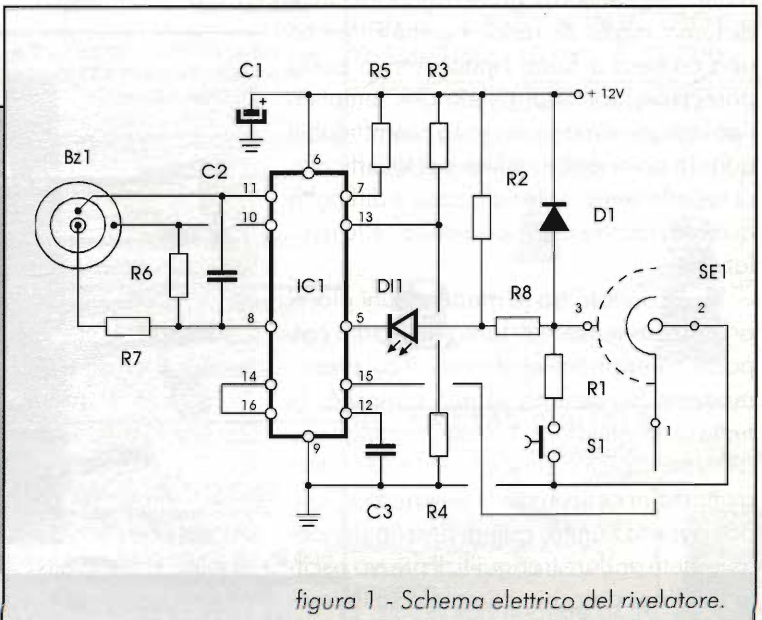 C1
R5
R3
+
+ 12V
Bz1
C2
6
11
7
R2
10
13
D1
R6
IC1
DI1
R8
SE1
3
2
8
5
R7
R1
14
15
1
16
12
S1
9
C3
R4
figura 1 - Schema elettrico del rivelatore.